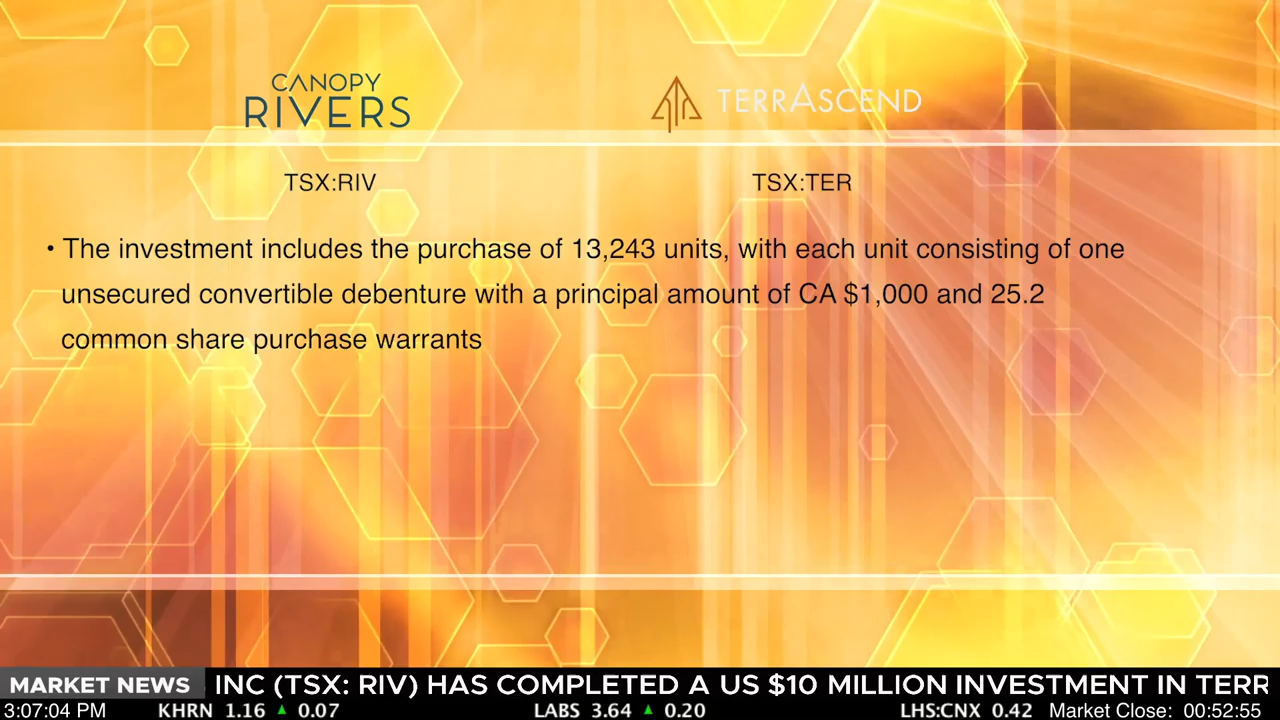 CANOPY
RIVERS
TERRASCEND
TSX:RIV
TSX:TER
• The investment includes the purchase of 13,243 units, with each unit consisting of one
unsecured convertible debenture with a principal amount of CA $1,000 and 25.2
common share purchase warrants
MARKET NEWS
INC (TSX: RIV) HAS COMPLETED A US $10 MILLION INVESTMENT IN TERR
3:07:04 PM KHRN 1.16 ▲ 0.07 LABS 3.64 ▲ 0.20 LHS:CNX 0.42 Market Close: 00:52:55